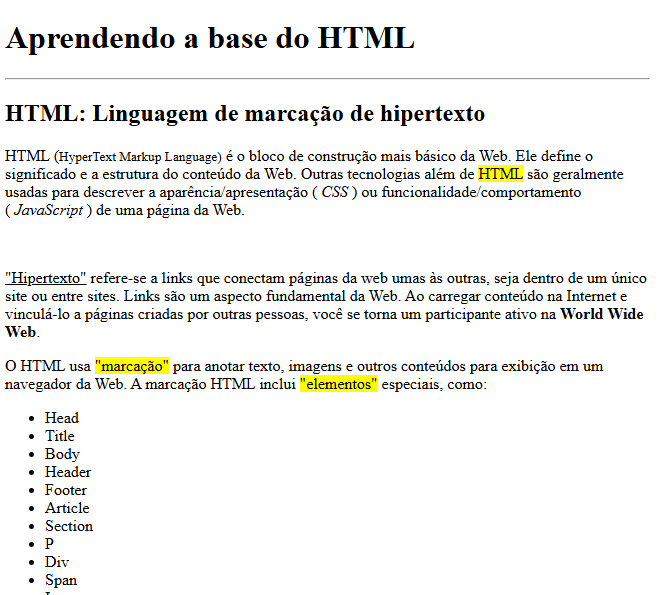 Aprendendo a base do HTML
HTML: Linguagem de marcação de hipertexto
HTML (HyperText Markup Language) é o bloco de construção mais básico da Web. Ele define o
significado e a estrutura do conteúdo da Web. Outras tecnologias além de HTML são geralmente
usadas para descrever a aparência/apresentação ( CSS ) ou funcionalidade/comportamento
( JavaScript ) de uma página da Web.
"Hipertexto" refere-se a links que conectam páginas da web umas às outras, seja dentro de um único
site ou entre sites. Links são um aspecto fundamental da Web. Ao carregar conteúdo na Internet e
vinculá-lo a páginas criadas por outras pessoas, você se torna um participante ativo na World Wide
Web.
O HTML usa "marcação" para anotar texto, imagens e outros conteúdos para exibição em um
navegador da Web. A marcação HTML inclui "elementos" especiais, como:
• Head
• Title
• Body
• Header
• Footer
• Article
• Section
• P
• Div
• Span